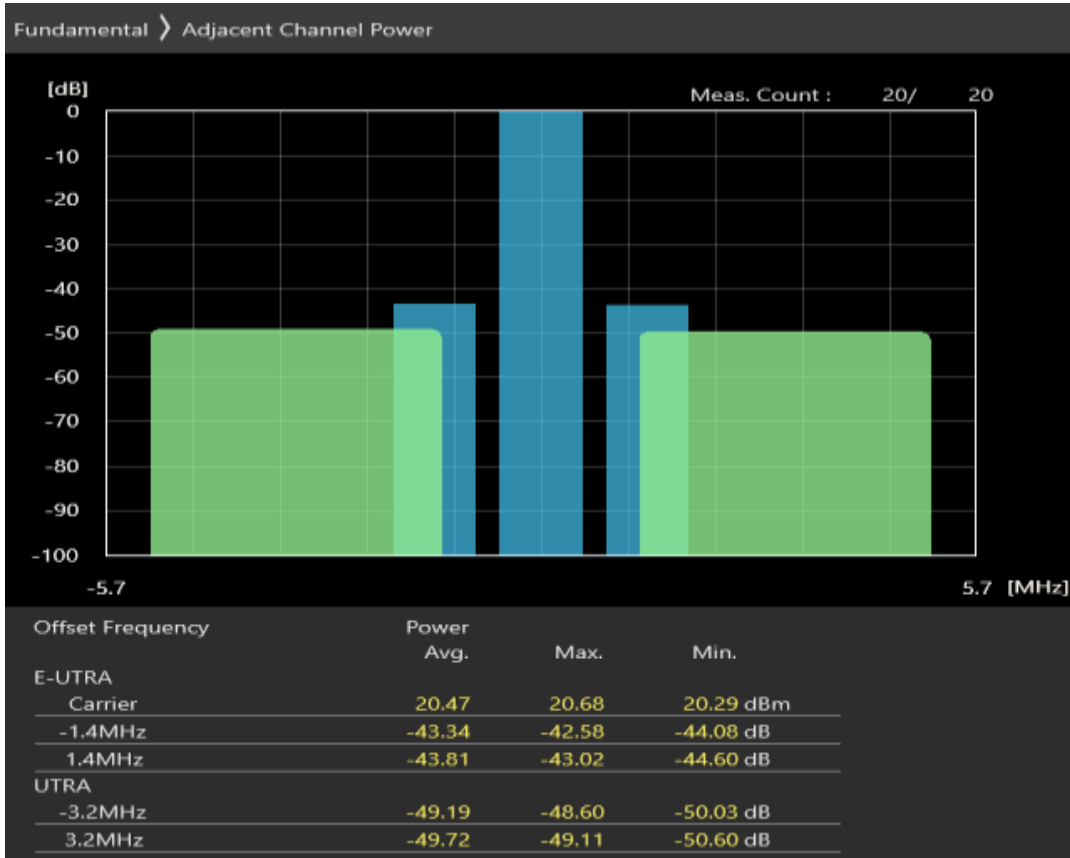 Fundamental 〉 Adjacent Channel Power
[dB]
Meas. Count : 20/ 20
0
-10
-20
-30
-40
-50
-60
-70
-80
-90
-100
-5.7 5.7 [MHz]
Offset Frequency Power
Avg. Max. Min.
E-UTRA
Carrier 20.47 20.68 20.29 dBm
-1.4MHz -43.34 -42.58 -44.08 dB
1.4MHz -43.81 -43.02 -44.60 dB
UTRA
-3.2MHz -49.19 -48.60 -50.03 dB
3.2MHz -49.72 -49.11 -50.60 dB